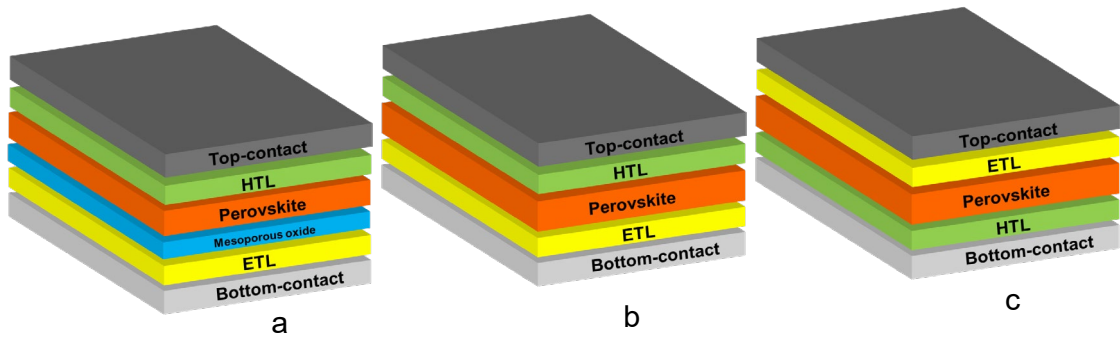 Top-contact
HTL
Perovskite
Mesoporous oxide
ETL
Bottom-contact
a
Top-contact
HTL
Perovskite
ETL
Bottom-contact
b
Top-contact
ETL
Perovskite
HTL
Bottom-contact
c